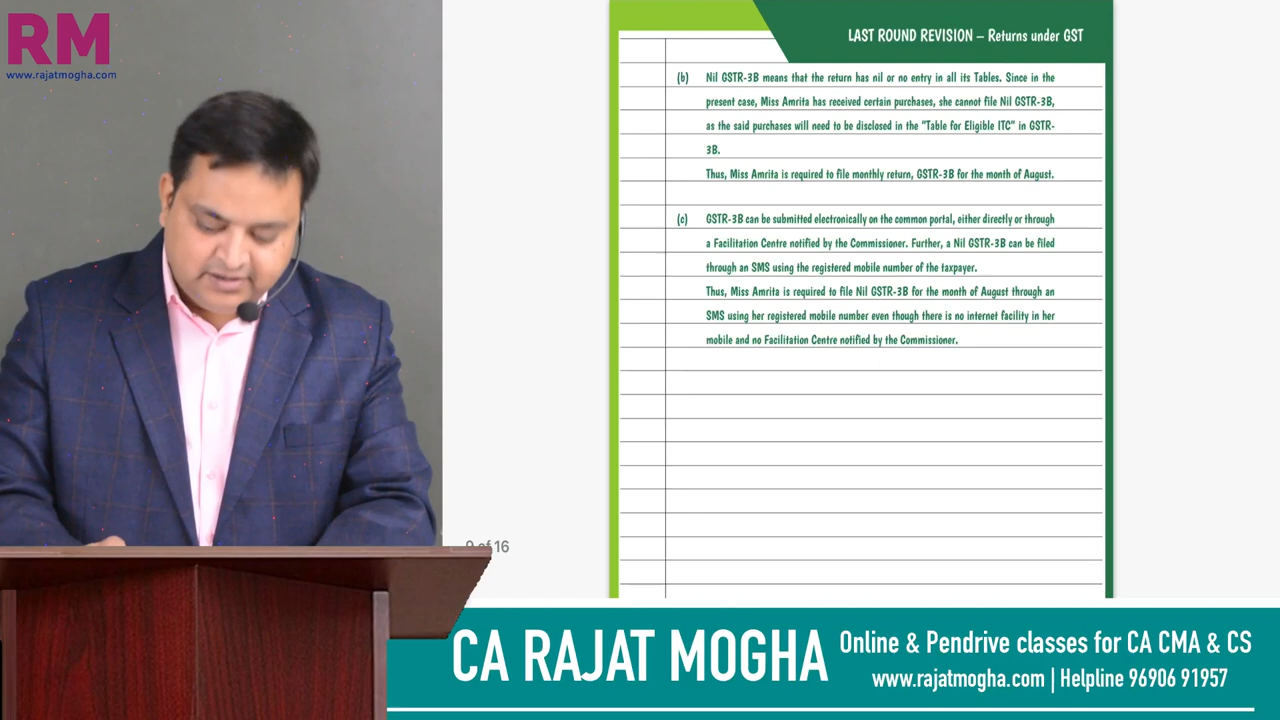 RM
www.rajatmogha.com
LAST ROUND REVISION – Returns under GST
(b) Nil GSTR-3B means that the return has nil or no entry in all its Tables. Since in the
present case, Miss Amrita has received certain purchases, she cannot file Nil GSTR-3B,
as the said purchases will need to be disclosed in the "Table for Eligible ITC" in GSTR-
3B.
Thus, Miss Amrita is required to file monthly return, GSTR-3B for the month of August.
(c) GSTR-3B can be submitted electronically on the common portal, either directly or through
a Facilitation Centre notified by the Commissioner. Further, a Nil GSTR-3B can be filed
through an SMS using the registered mobile number of the taxpayer.
Thus, Miss Amrita is required to file Nil GSTR-3B for the month of August through an
SMS using her registered mobile number even though there is no internet facility in her
mobile and no Facilitation Centre notified by the Commissioner.
9 of 16
CA RAJAT MOGHA
Online & Pendrive classes for CA CMA & CS
www.rajatmogha.com | Helpline 96906 91957